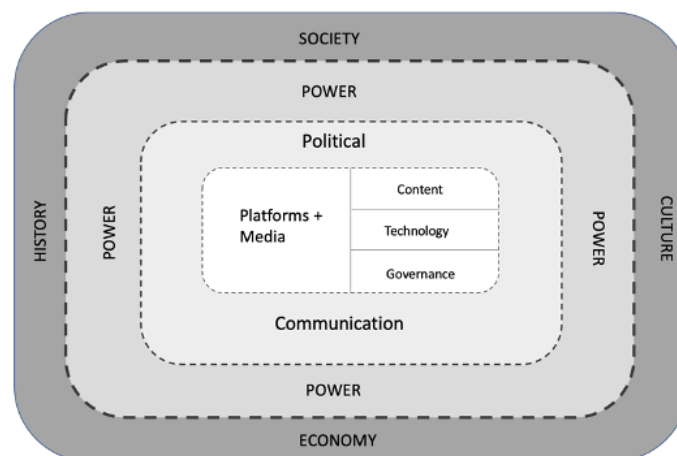 SOCIETY
POWER
Political
Platforms +
Media
Content
Technology
Governance
HISTORY
POWER
POWER
CULTURE
Communication
POWER
ECONOMY